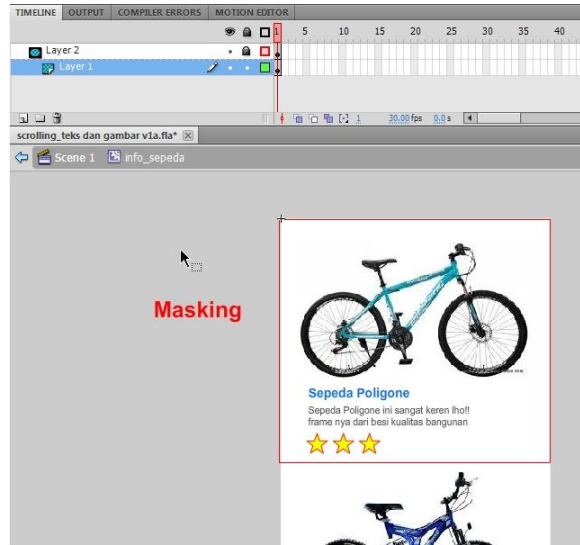 TIMELINE OUTPUT COMPILER ERRORS MOTION EDITOR
1 5 10 15 20 25 30 35 40
Layer 2
Layer 1
1 30.00 fps 0.0 s
scrolling_teks dan gambar v1a.fla*
Scene 1 info_sepeda
Masking
Sepeda Poligone
Sepeda Poligone ini sangat keren lho!!
frame nya dari besi kualitas bangunan